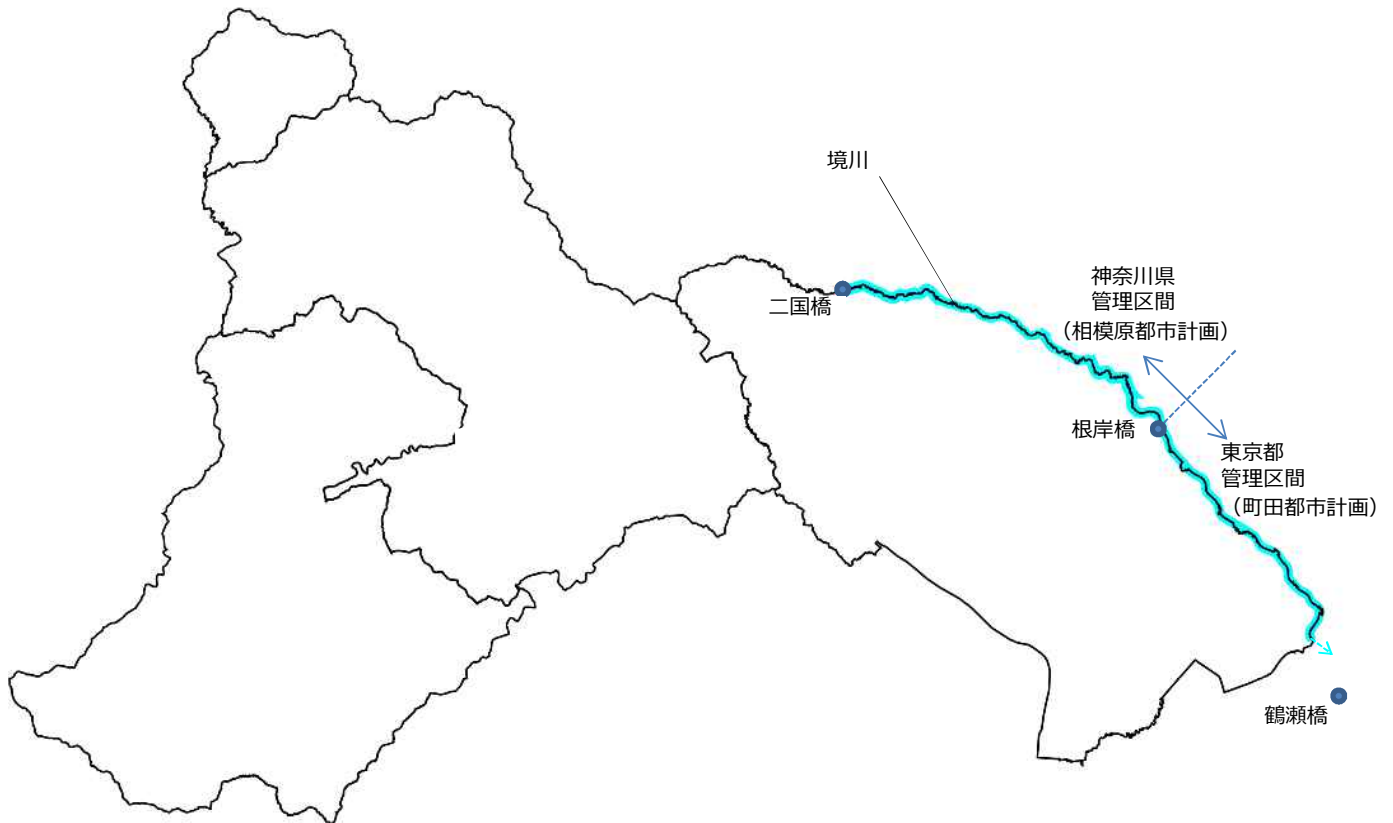 境川
神奈川県
管理区間
（相模原都市計画）
二国橋
根岸橋
東京都
管理区間
（町田都市計画）
鶴瀬橋